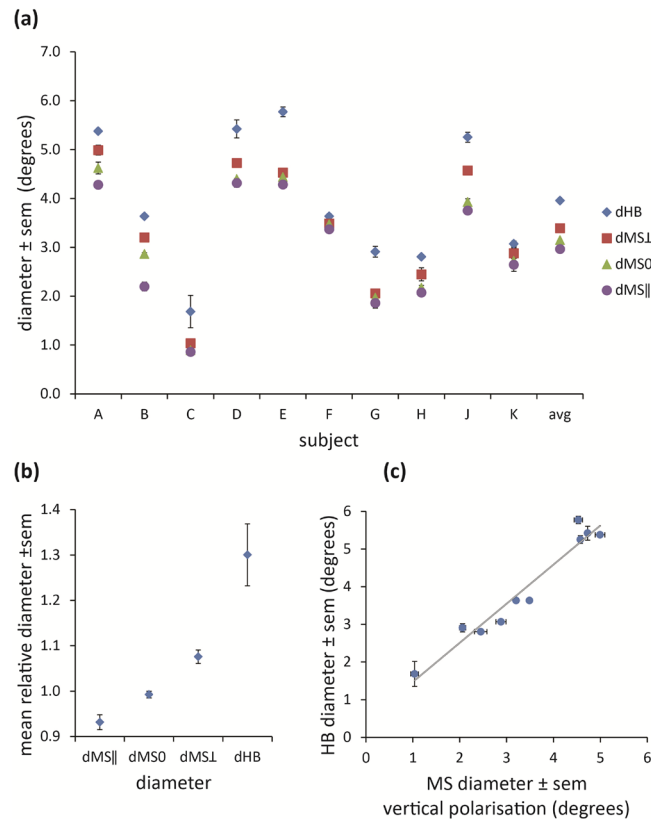 (a)
diameter ± sem (degrees)
7.0
6.0
5.0
4.0
3.0
2.0
1.0
0.0
A B C D E F G H J K avg
subject
dHB
dMS⊥
dMS0
dMS∥
(b)
mean relative diameter ±sem
1.4
1.3
1.2
1.1
1.0
0.9
dMS∥ dMS0 dMS⊥ dHB
diameter
(c)
HB diameter ± sem (degrees)
6
5
4
3
2
1
0
0 1 2 3 4 5 6
MS diameter ± sem
vertical polarisation (degrees)